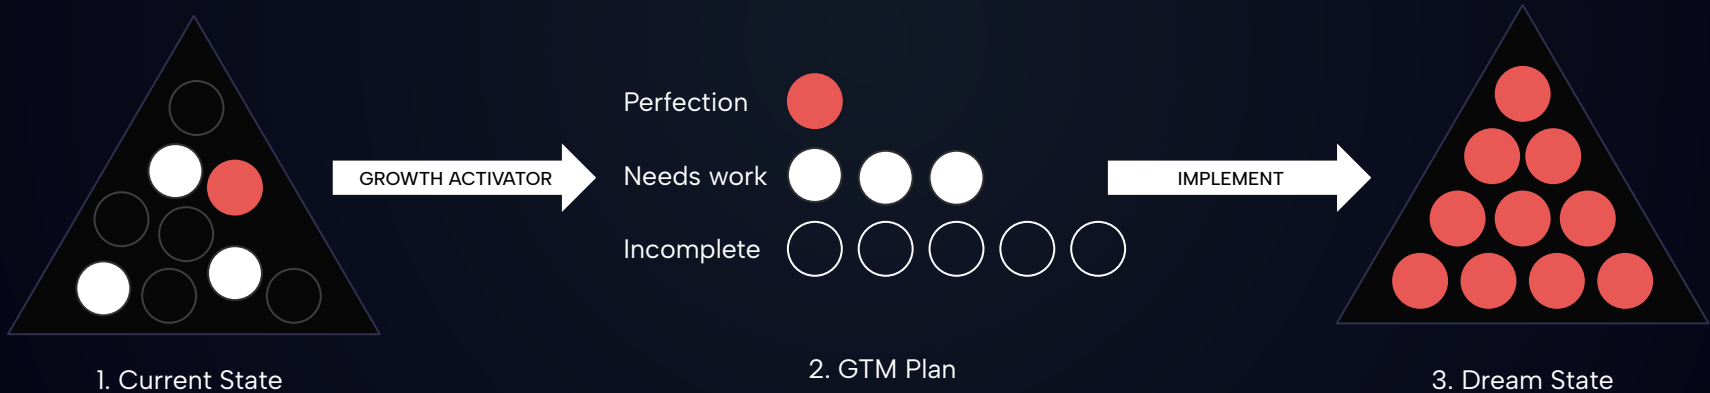 Perfection
GROWTH ACTIVATOR
Needs work
IMPLEMENT
Incomplete
1. Current State
2. GTM Plan
3. Dream State